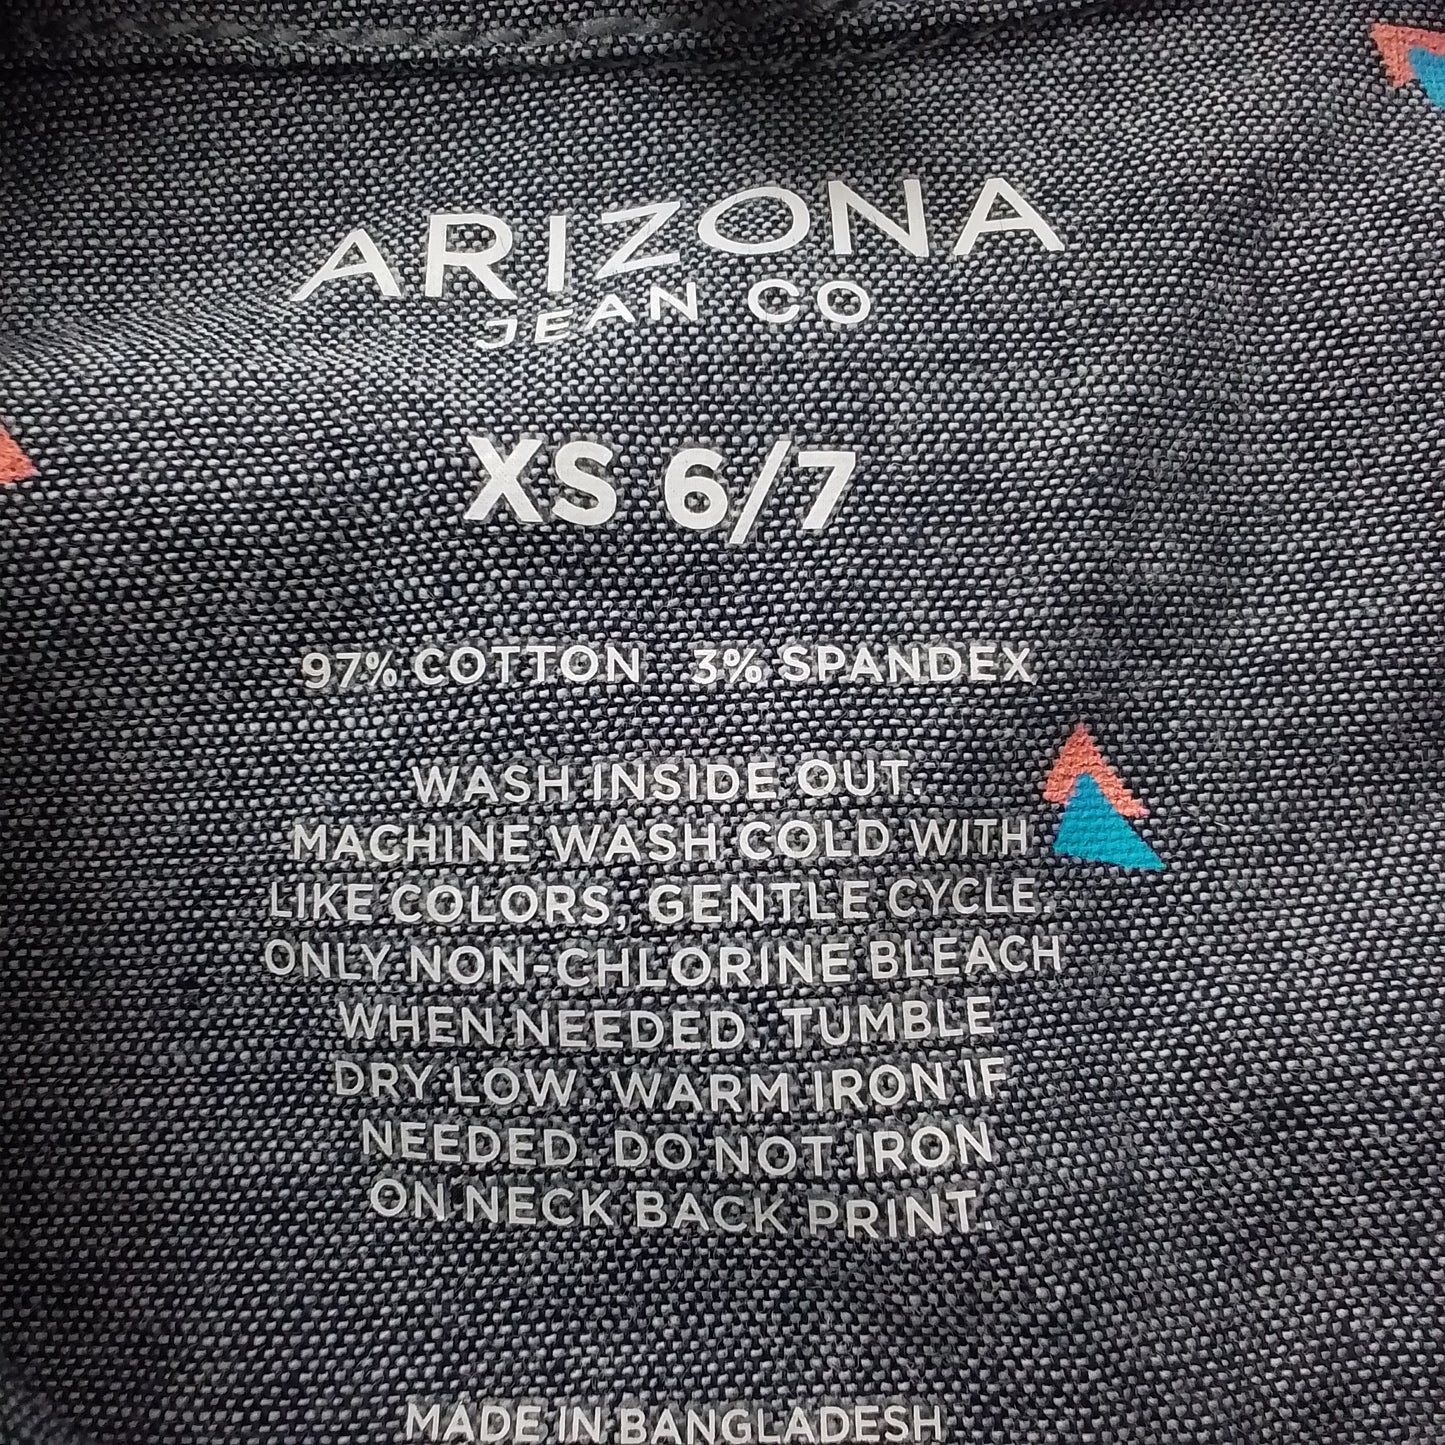 ARIZONA
JEAN CO
XS 6/7
97% COTTON 3% SPANDEX
WASH INSIDE OUT.
MACHINE WASH COLD WITH
LIKE COLORS, GENTLE CYCLE.
ONLY NON-CHLORINE BLEACH
WHEN NEEDED. TUMBLE
DRY LOW. WARM IRON IF
NEEDED. DO NOT IRON
ON NECK BACK PRINT.
MADE IN BANGLADESH